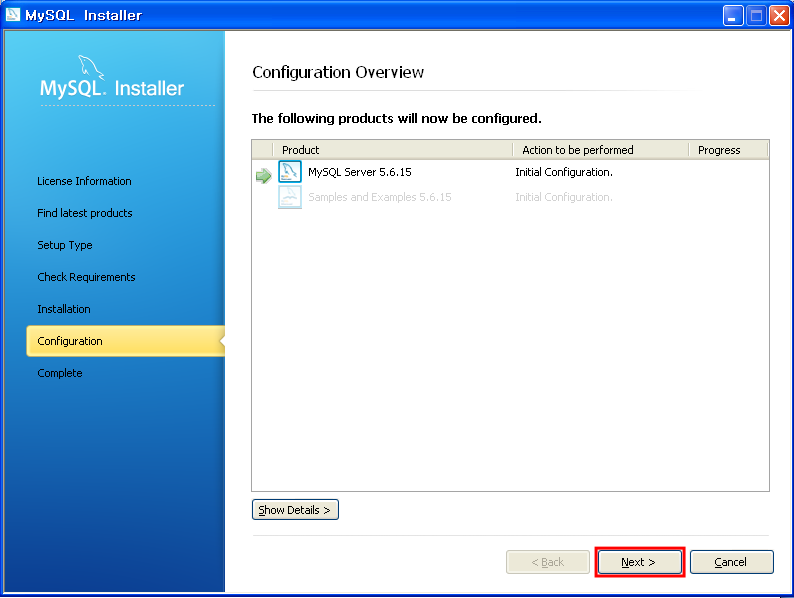 MySQL Installer
MySQL. Installer
License Information
Find latest products
Setup Type
Check Requirements
Installation
Configuration
Complete
Configuration Overview
The following products will now be configured.
Product Action to be performed Progress
MySQL Server 5.6.15 Initial Configuration.
Samples and Examples 5.6.15 Initial Configuration.
Show Details >
< Back Next > Cancel